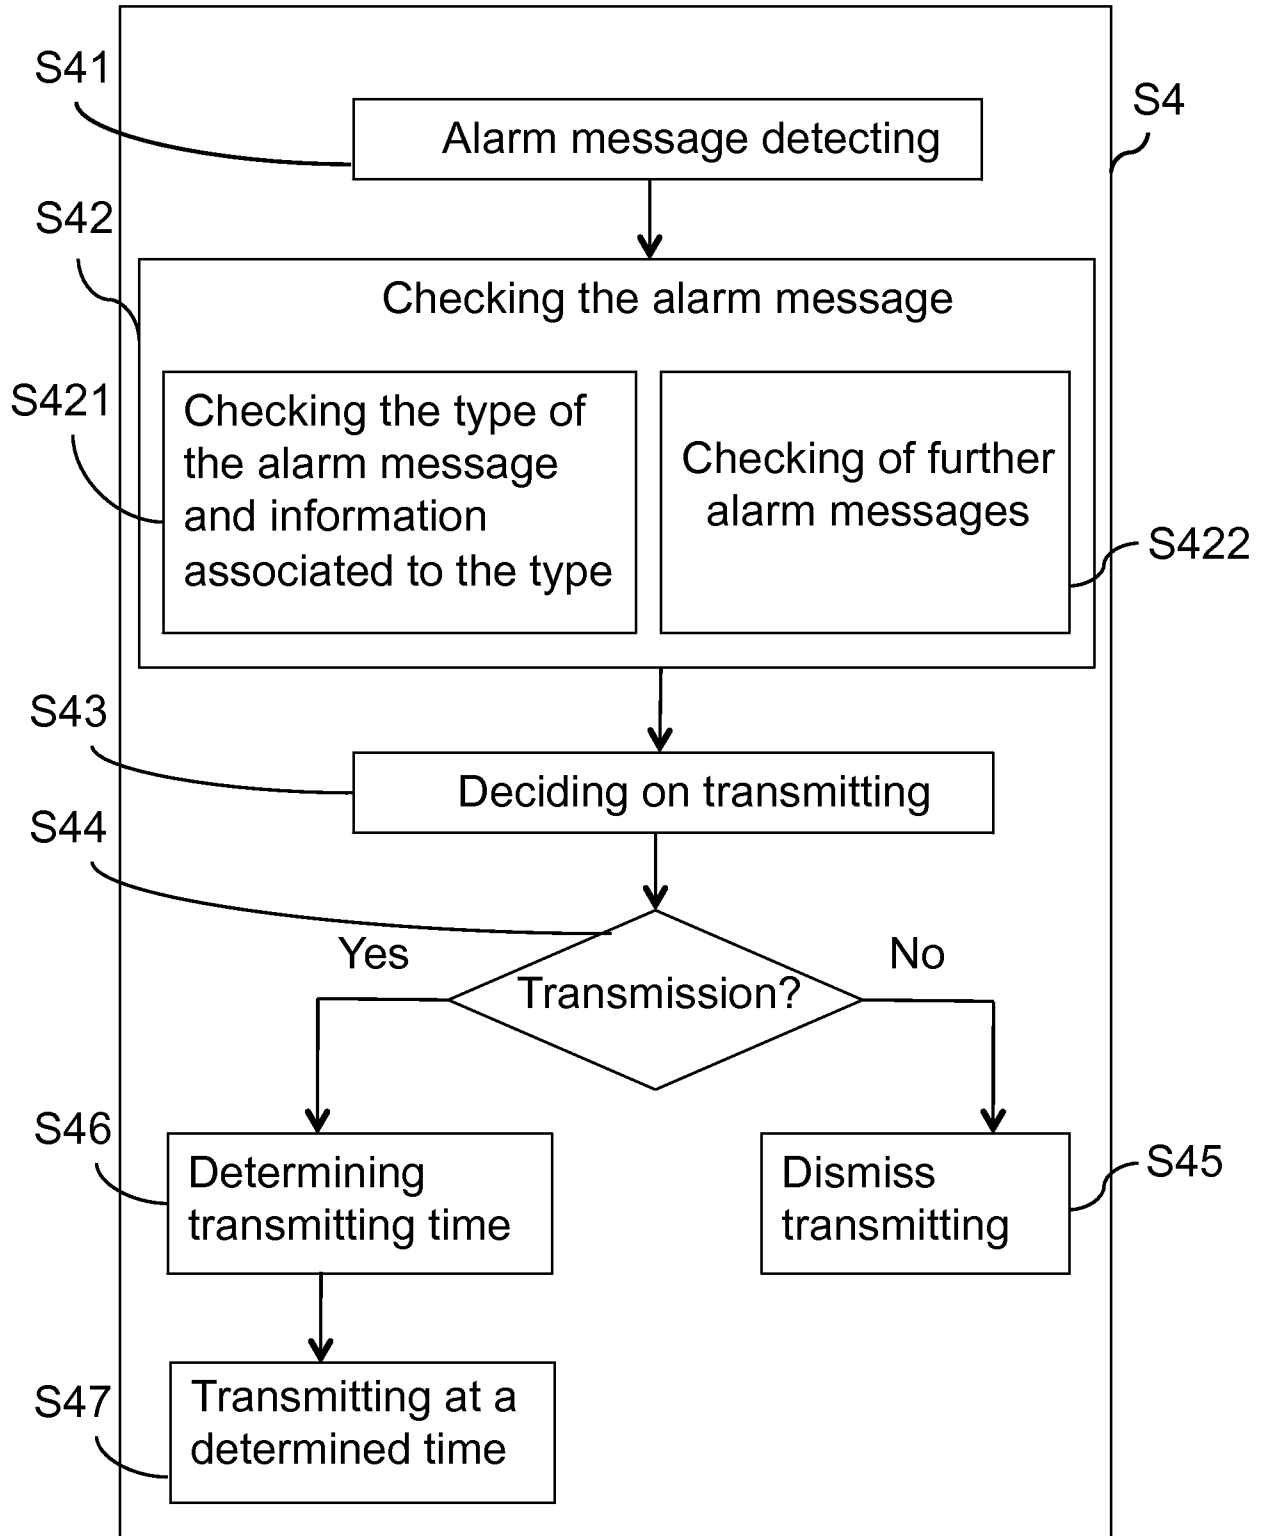 S41
S4
Alarm message detecting
S42
Checking the alarm message
S421
Checking the type of
the alarm message
and information
associated to the type
Checking of further
alarm messages
S422
S43
Deciding on transmitting
S44
Yes
No
Transmission?
S46
Determining
transmitting time
Dismiss
transmitting
S45
S47
Transmitting at a
determined time